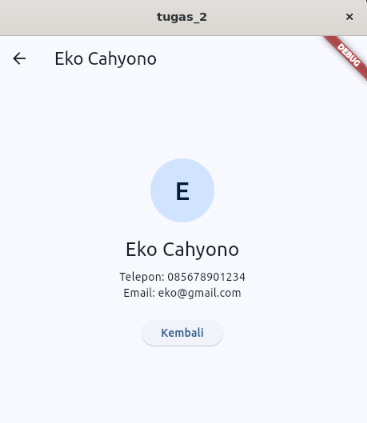 tugas_2
Eko Cahyono
DEBUG
E
Eko Cahyono
Telepon: 085678901234
Email: eko@gmail.com
Kembali